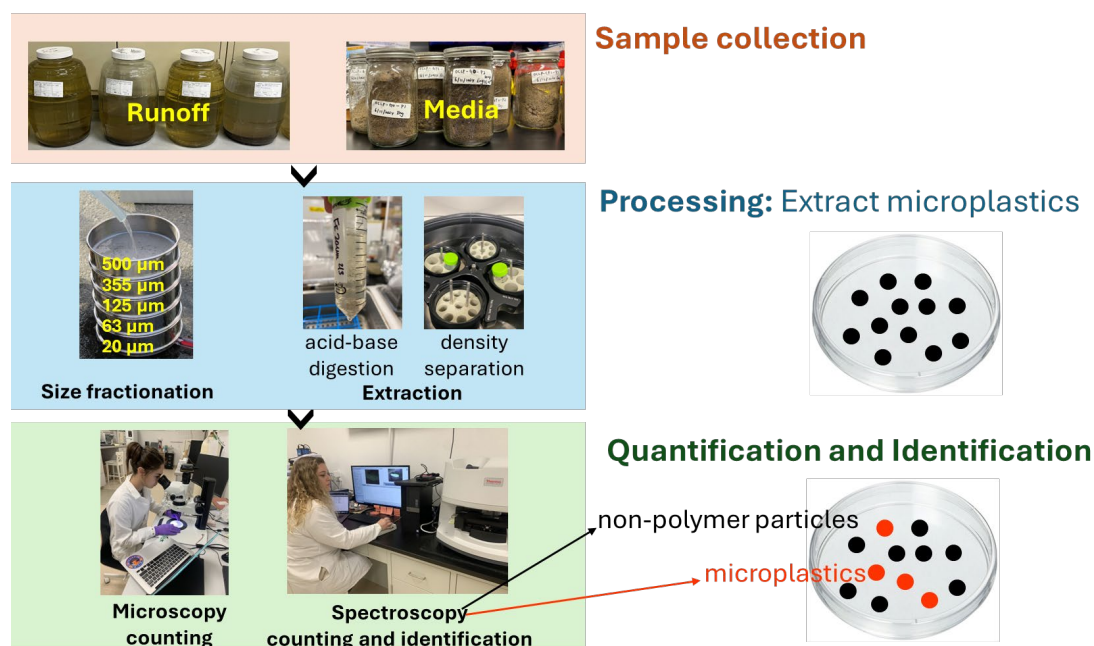 Sample collection
Runoff
Media
Processing: Extract microplastics
500 µm
355 µm
125 µm
63 µm
20 µm
acid-base
digestion
density
separation
Size fractionation
Extraction
Quantification and Identification
non-polymer particles
microplastics
Microscopy
counting
Spectroscopy
counting and identification